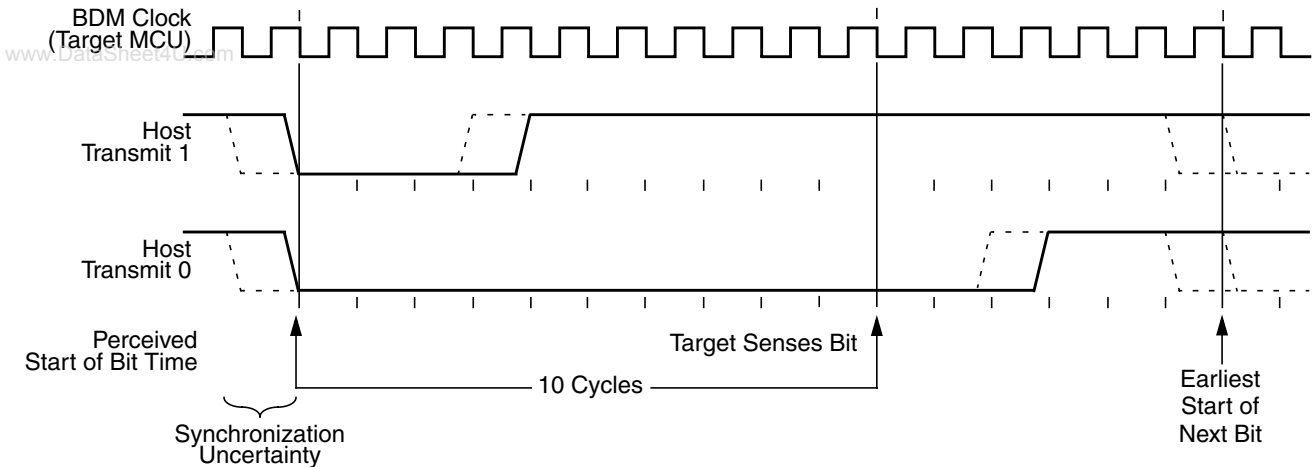 BDM Clock
(Target MCU)
www.DataSheet4U.com
Host
Transmit 1
Host
Transmit 0
Perceived
Start of Bit Time
Target Senses Bit
10 Cycles
Earliest
Start of
Next Bit
Synchronization
Uncertainty